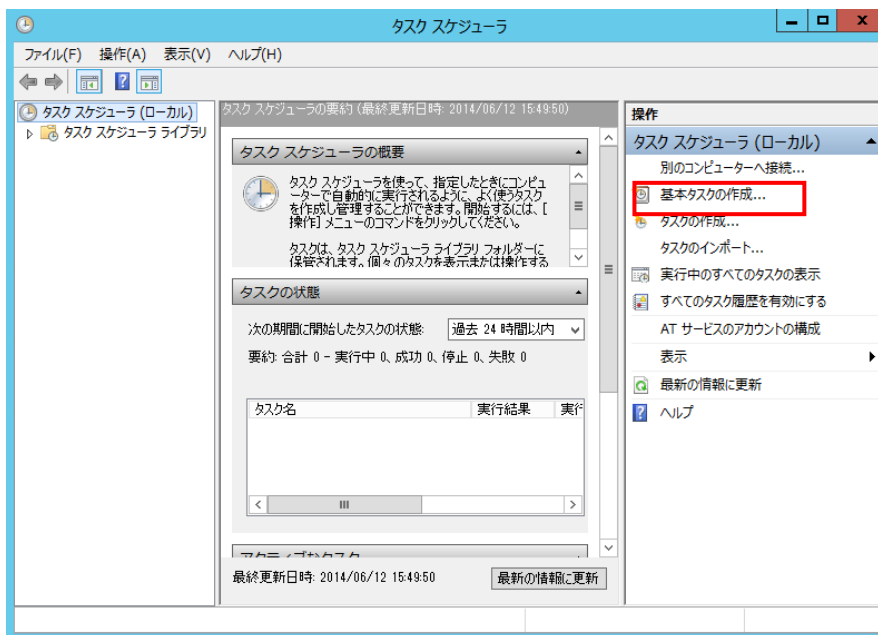 タスク スケジューラ
ファイル(F) 操作(A) 表示(V) ヘルプ(H)
タスク スケジューラ (ローカル)
タスク スケジューラ ライブラリ
タスク スケジューラの要約 (最終更新日時: 2014/06/12 15:49:50)
タスク スケジューラの概要
タスク スケジューラを使って、指定したときにコンピュ
ーターで自動的に実行されるように、よく使うタスク
を作成し管理することができます。開始するには、[
操作] メニューのコマンドをクリックしてください。
タスクは、タスク スケジューラ ライブラリ フォルダーに
保管されます。個々のタスクを表示または操作する
タスクの状態
次の期間に開始したタスクの状態:
過去 24 時間以内
要約: 合計 0 - 実行中 0、成功 0、停止 0、失敗 0
タスク名 実行結果 実行
アクティブなタスク
最終更新日時: 2014/06/12 15:49:50
最新の情報に更新
操作
タスク スケジューラ (ローカル)
別のコンピューターへ接続...
基本タスクの作成...
タスクの作成...
タスクのインポート...
実行中のすべてのタスクの表示
すべてのタスク履歴を有効にする
AT サービスのアカウントの構成
表示
最新の情報に更新
ヘルプ